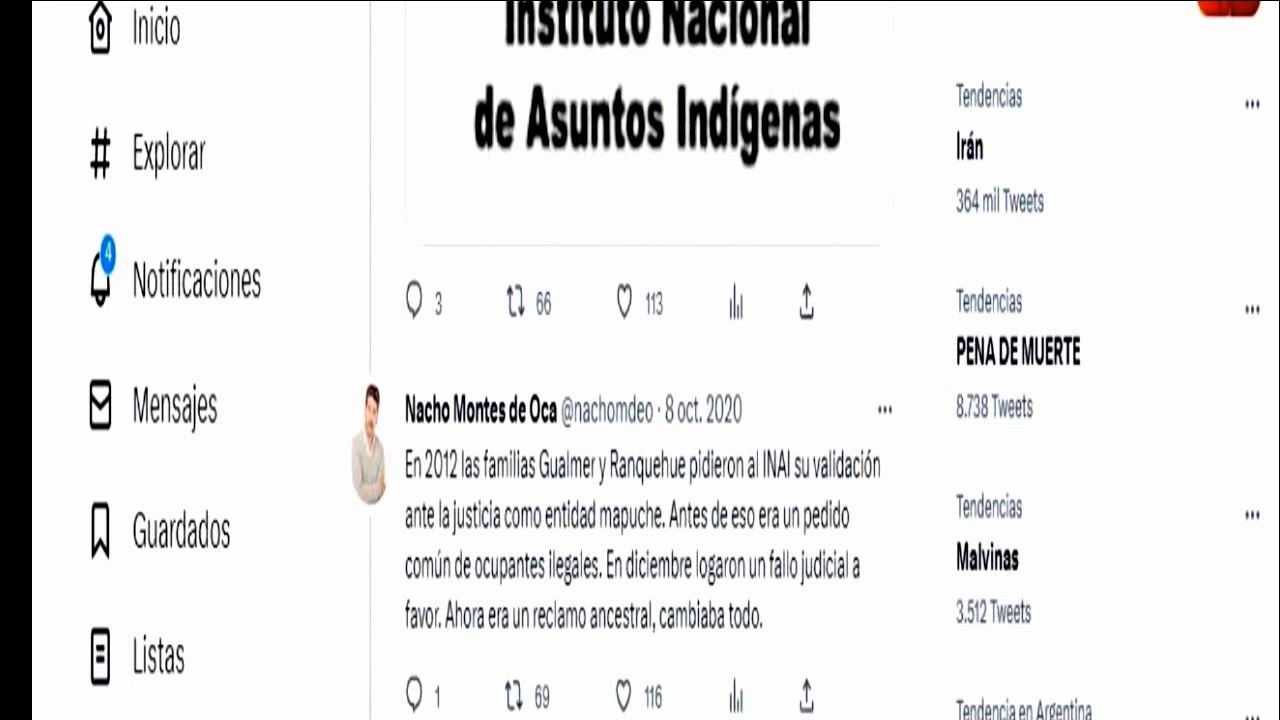 Inicio
Explorar
4
Notificaciones
Mensajes
Guardados
Listas
Instituto Nacional
de Asuntos Indígenas
3 66 113
Nacho Montes de Oca @nachomdeo · 8 oct. 2020
En 2012 las familias Gualmer y Ranquehue pidieron al INAI su validación
ante la justicia como entidad mapuche. Antes de eso era un pedido
común de ocupantes ilegales. En diciembre logaron un fallo judicial a
favor. Ahora era un reclamo ancestral, cambiaba todo.
1 69 116
Tendencias
Irán
364 mil Tweets
Tendencias
PENA DE MUERTE
8.738 Tweets
Tendencias
Malvinas
3.512 Tweets
Tendencia en Argentina